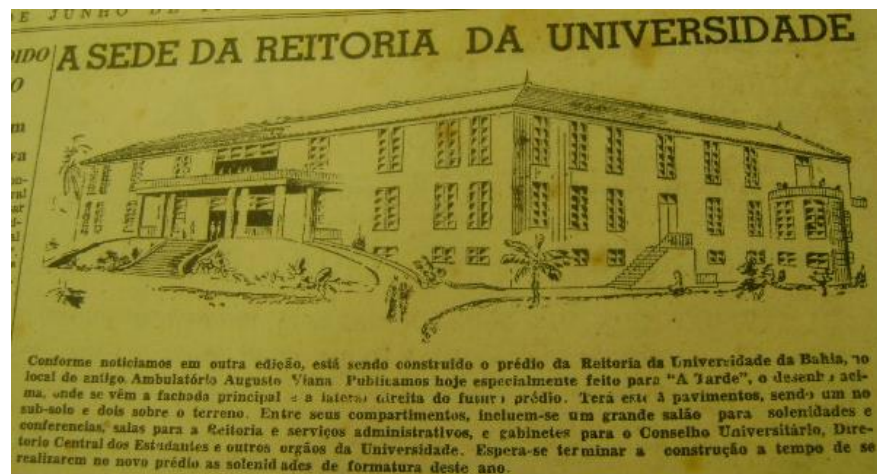 E JUNHO DE
DIDO
O
A SEDE DA REITORIA DA UNIVERSIDADE
Conforme noticiamos em outra edição, está sendo construido o prédio da Reitoria da Universidade da Bahia, no
local do antigo Ambulatório Augusto Viana. Publicamos hoje especialmente feito para "A Tarde", o desenho aci-
ma, onde se vêm a fachada principal e a lateral direita do futuro prédio. Terá este 3 pavimentos, sendo um no
sub-solo e dois sobre o terreno. Entre seus compartimentos, incluem-se um grande salão para solenidades e
conferencias, salas para a Reitoria e serviços administrativos, e gabinetes para o Conselho Universitário, Dire-
torio Central dos Estudantes e outros orgãos da Universidade. Espera-se terminar a construção a tempo de se
realizarem no novo prédio as solenidades de formatura deste ano.